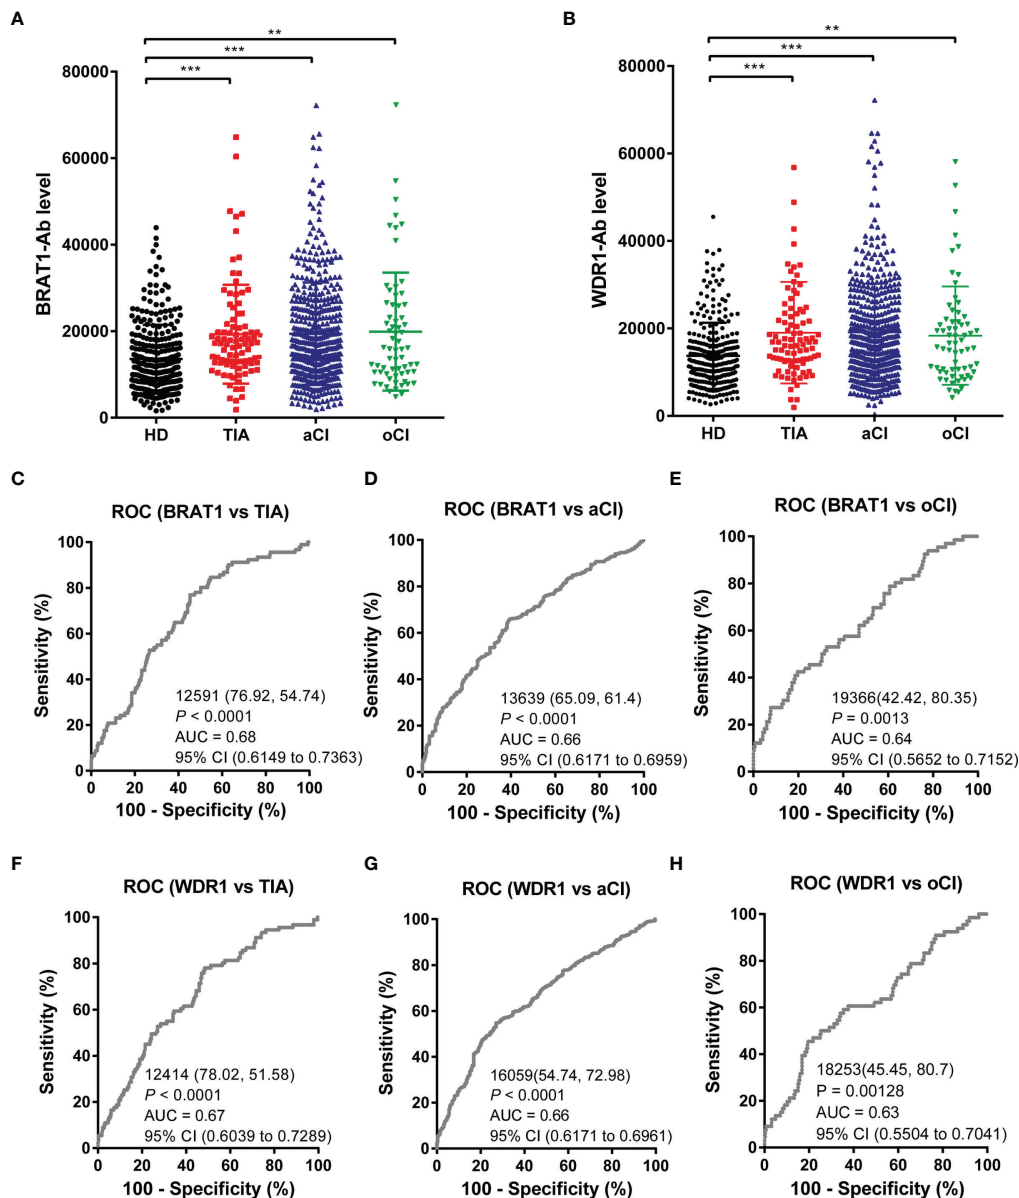 A
**
***
***
80000
60000
40000
20000
0
BRAT1-Ab level
HD TIA aCI oCI
B
**
***
***
80000
60000
40000
20000
0
WDR1-Ab level
HD TIA aCI oCI
C
ROC (BRAT1 vs TIA)
100
80
60
40
20
0
Sensitivity (%)
12591 (76.92, 54.74)
P < 0.0001
AUC = 0.68
95% CI (0.6149 to 0.7363)
0 20 40 60 80 100
100 - Specificity (%)
D
ROC (BRAT1 vs aCI)
100
80
60
40
20
0
Sensitivity (%)
13639 (65.09, 61.4)
P < 0.0001
AUC = 0.66
95% CI (0.6171 to 0.6959)
0 20 40 60 80 100
100 - Specificity (%)
E
ROC (BRAT1 vs oCI)
100
80
60
40
20
0
Sensitivity (%)
19366(42.42, 80.35)
P = 0.0013
AUC = 0.64
95% CI (0.5652 to 0.7152)
0 20 40 60 80 100
100 - Specificity (%)
F
ROC (WDR1 vs TIA)
100
80
60
40
20
0
Sensitivity (%)
12414 (78.02, 51.58)
P < 0.0001
AUC = 0.67
95% CI (0.6039 to 0.7289)
0 20 40 60 80 100
100 - Specificity (%)
G
ROC (WDR1 vs aCI)
100
80
60
40
20
0
Sensitivity (%)
16059(54.74, 72.98)
P < 0.0001
AUC = 0.66
95% CI (0.6171 to 0.6961)
0 20 40 60 80 100
100 - Specificity (%)
H
ROC (WDR1 vs oCI)
100
80
60
40
20
0
Sensitivity (%)
18253(45.45, 80.7)
P = 0.00128
AUC = 0.63
95% CI (0.5504 to 0.7041)
0 20 40 60 80 100
100 - Specificity (%)